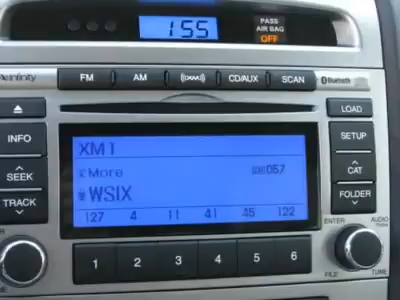 1:55
PASS
AIR BAG
OFF
Infinity
FM AM CD/AUX SCAN Bluetooth
LOAD
INFO
SEEK
TRACK
XM1
More 057
WSIX
127 4 11 41 45 122
SETUP
CAT
FOLDER
1 2 3 4 5 6
ENTER
AUDIO
FILE
TUNE